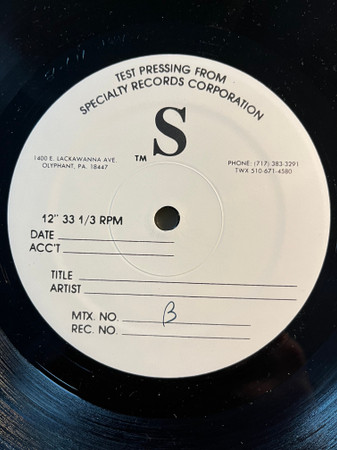 TEST PRESSING FROM
SPECIALTY RECORDS CORPORATION
S
TM
1400 E. LACKAWANNA AVE.
OLYPHANT, PA. 18447
PHONE: (717) 383-3291
TWX 510-671-4580
12" 33 1/3 RPM
DATE
ACC'T
TITLE
ARTIST
MTX. NO. B
REC. NO.